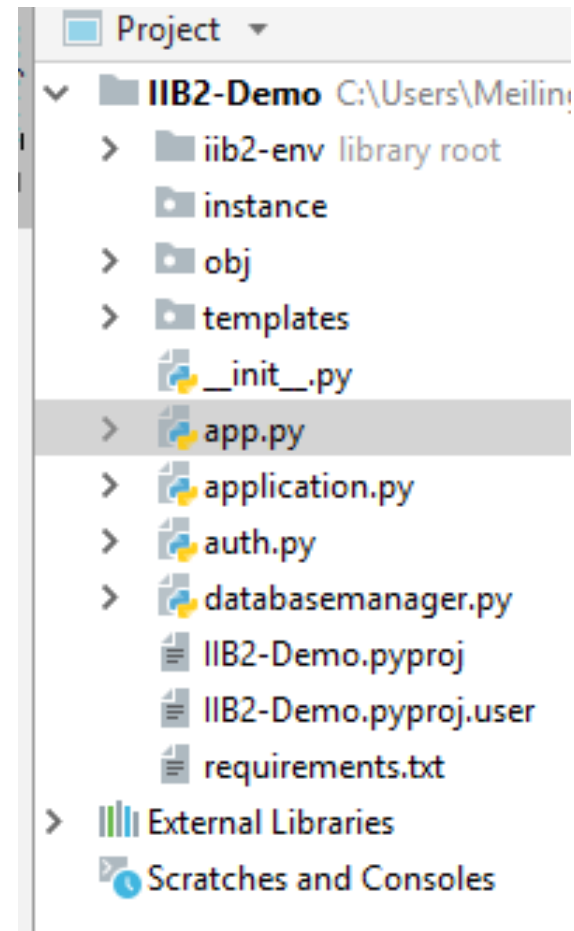 Project
IIB2-Demo C:\Users\Meiling
iib2-env library root
instance
obj
templates
__init__.py
app.py
application.py
auth.py
databasemanager.py
IIB2-Demo.pyproj
IIB2-Demo.pyproj.user
requirements.txt
External Libraries
Scratches and Consoles